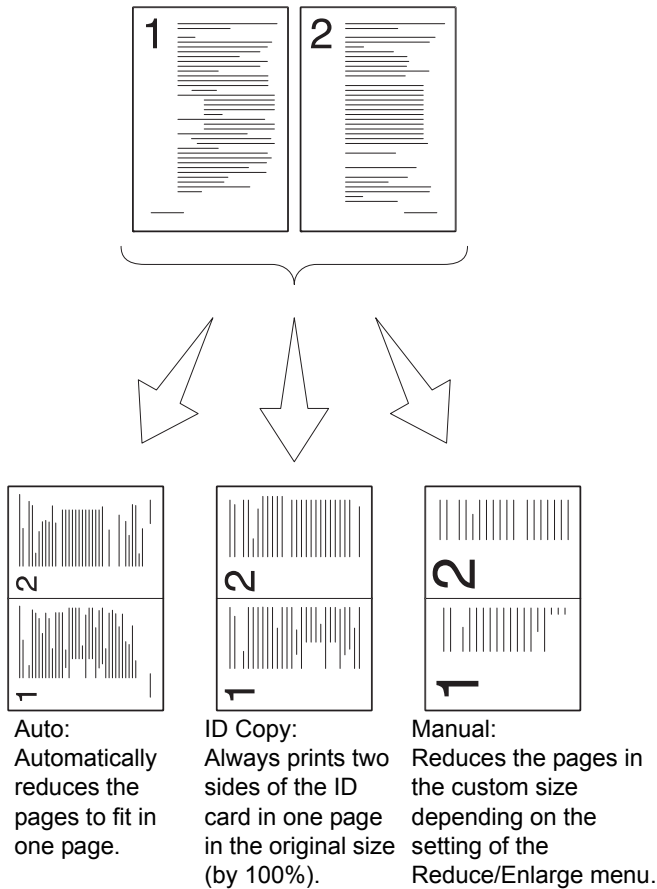 1
2
2
1
2
1
2
1
Auto:
Automatically
reduces the
pages to fit in
one page.
ID Copy:
Always prints two
sides of the ID
card in one page
in the original size
(by 100%).
Manual:
Reduces the pages in
the custom size
depending on the
setting of the
Reduce/Enlarge menu.